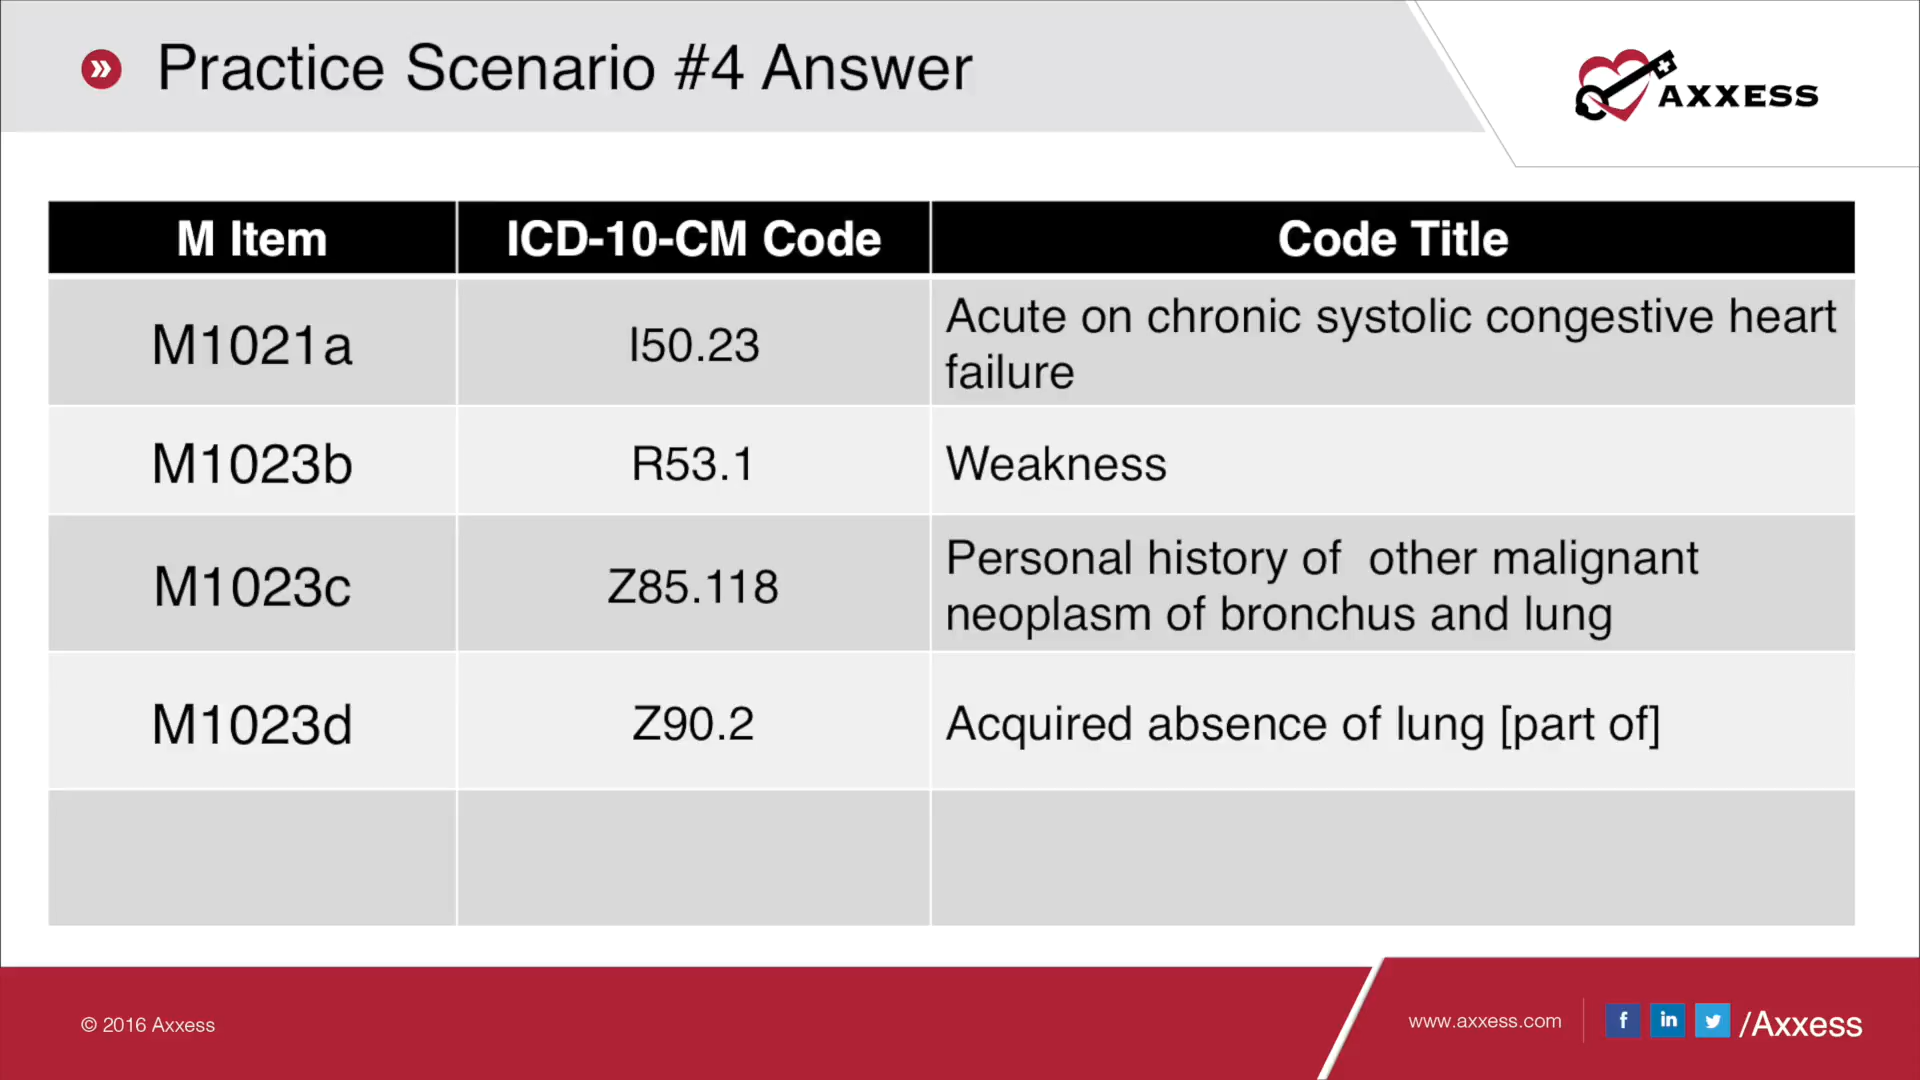 Practice Scenario #4 Answer
AXXESS
M Item ICD-10-CM Code Code Title
M1021a I50.23 Acute on chronic systolic congestive heart
failure
M1023b R53.1 Weakness
M1023c Z85.118 Personal history of  other malignant
neoplasm of bronchus and lung
M1023d Z90.2 Acquired absence of lung [part of]
© 2016 Axxess
www.axxess.com f in /Axxess